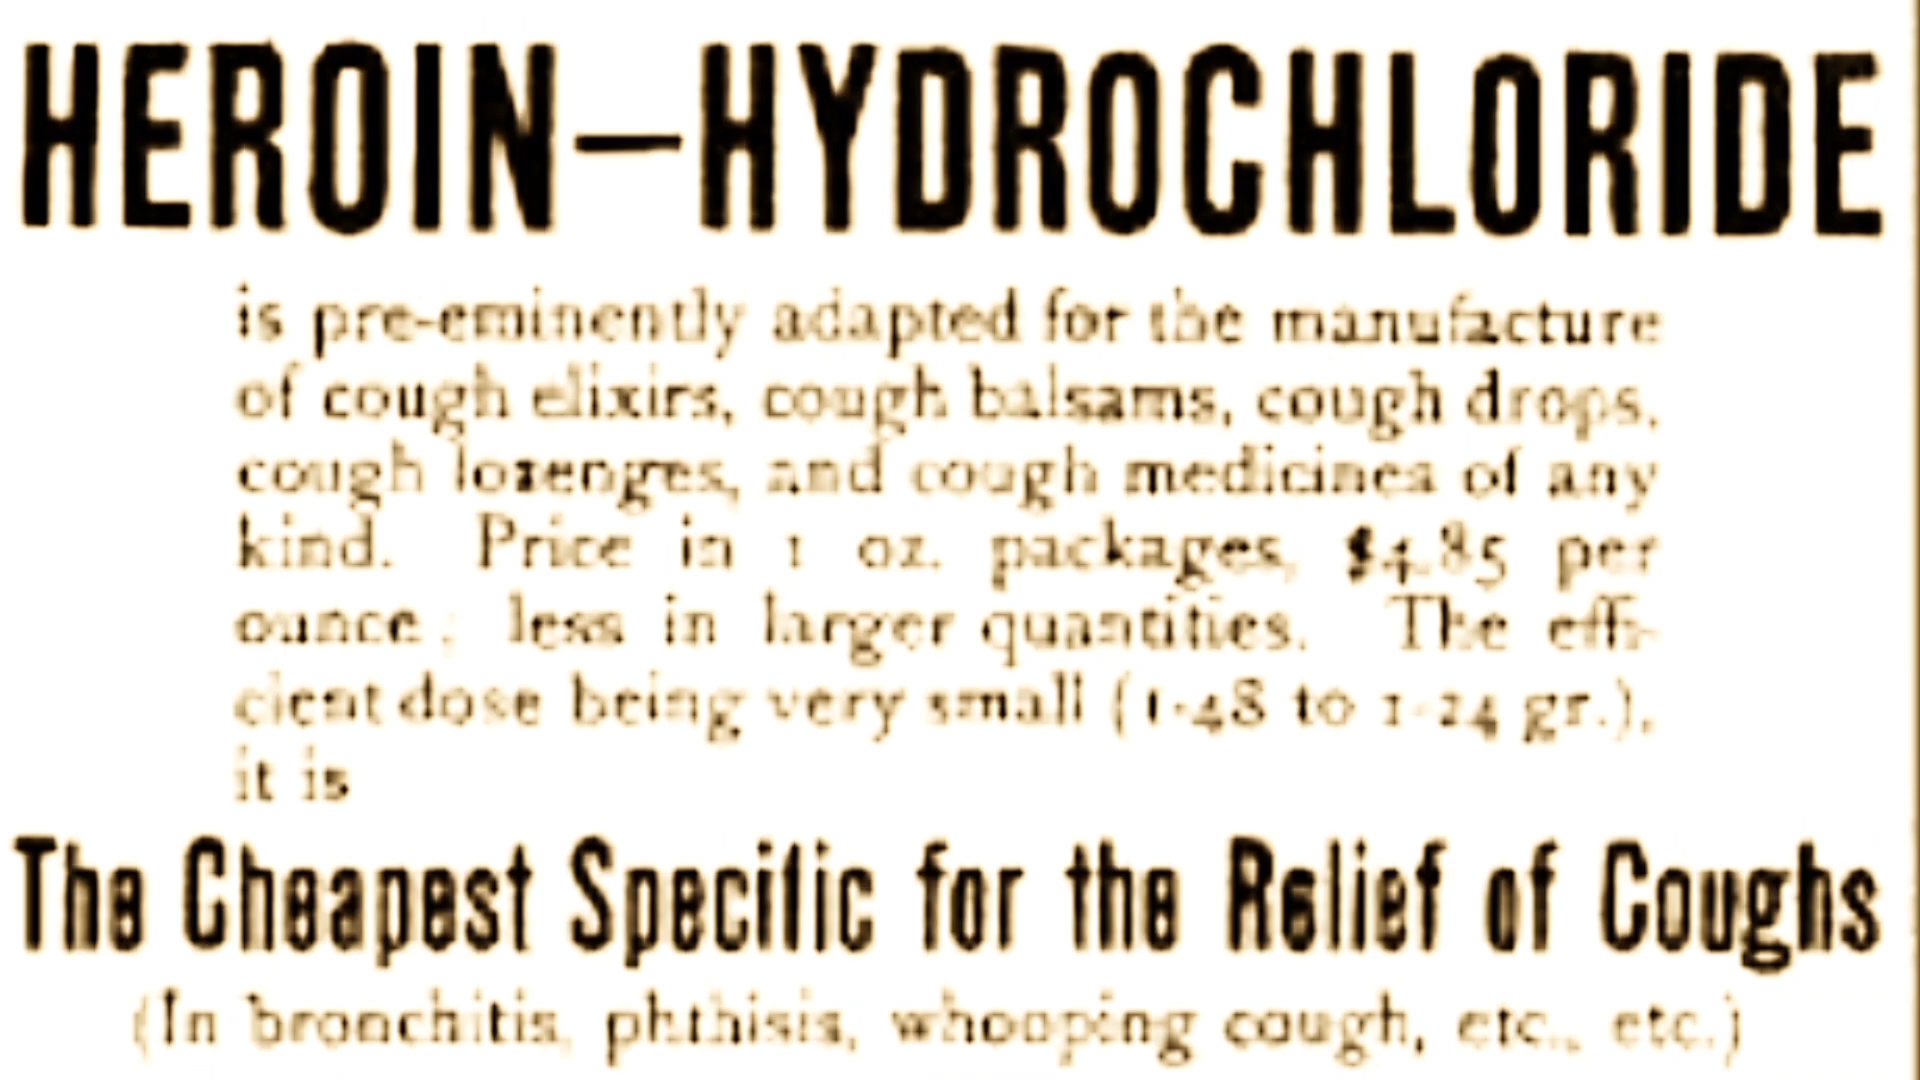 HEROIN—HYDROCHLORIDE
is pre-eminently adapted for the manufacture
of cough elixirs, cough balsams, cough drops,
cough lozenges, and cough medicines of any
kind. Price in 1 oz. packages, $4.85 per
ounce; less in larger quantities. The effi-
cient dose being very small (1-48 to 1-24 gr.),
it is
The Cheapest Specific for the Relief of Coughs
(In bronchitis, phthisis, whooping cough, etc., etc.)